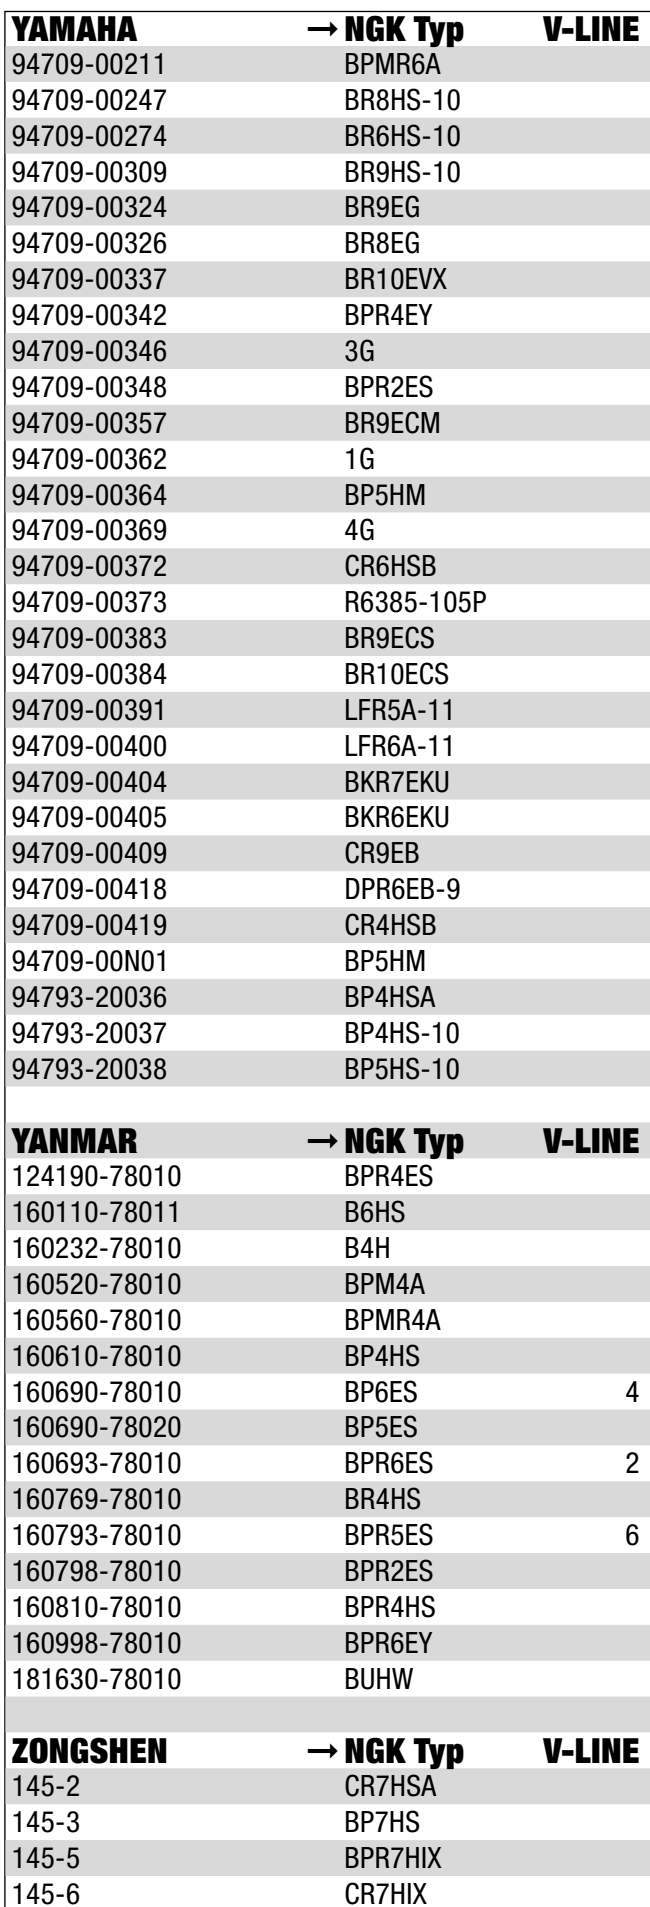 YAMAHA → NGK Typ V-LINE
94709-00211 BPMR6A
94709-00247 BR8HS-10
94709-00274 BR6HS-10
94709-00309 BR9HS-10
94709-00324 BR9EG
94709-00326 BR8EG
94709-00337 BR10EVX
94709-00342 BPR4EY
94709-00346 3G
94709-00348 BPR2ES
94709-00357 BR9ECM
94709-00362 1G
94709-00364 BP5HM
94709-00369 4G
94709-00372 CR6HSB
94709-00373 R6385-105P
94709-00383 BR9ECS
94709-00384 BR10ECS
94709-00391 LFR5A-11
94709-00400 LFR6A-11
94709-00404 BKR7EKU
94709-00405 BKR6EKU
94709-00409 CR9EB
94709-00418 DPR6EB-9
94709-00419 CR4HSB
94709-00N01 BP5HM
94793-20036 BP4HSA
94793-20037 BP4HS-10
94793-20038 BP5HS-10
YANMAR → NGK Typ V-LINE
124190-78010 BPR4ES
160110-78011 B6HS
160232-78010 B4H
160520-78010 BPM4A
160560-78010 BPMR4A
160610-78010 BP4HS
160690-78010 BP6ES 4
160690-78020 BP5ES
160693-78010 BPR6ES 2
160769-78010 BR4HS
160793-78010 BPR5ES 6
160798-78010 BPR2ES
160810-78010 BPR4HS
160998-78010 BPR6EY
181630-78010 BUHW
ZONGSHEN → NGK Typ V-LINE
145-2 CR7HSA
145-3 BP7HS
145-5 BPR7HIX
145-6 CR7HIX